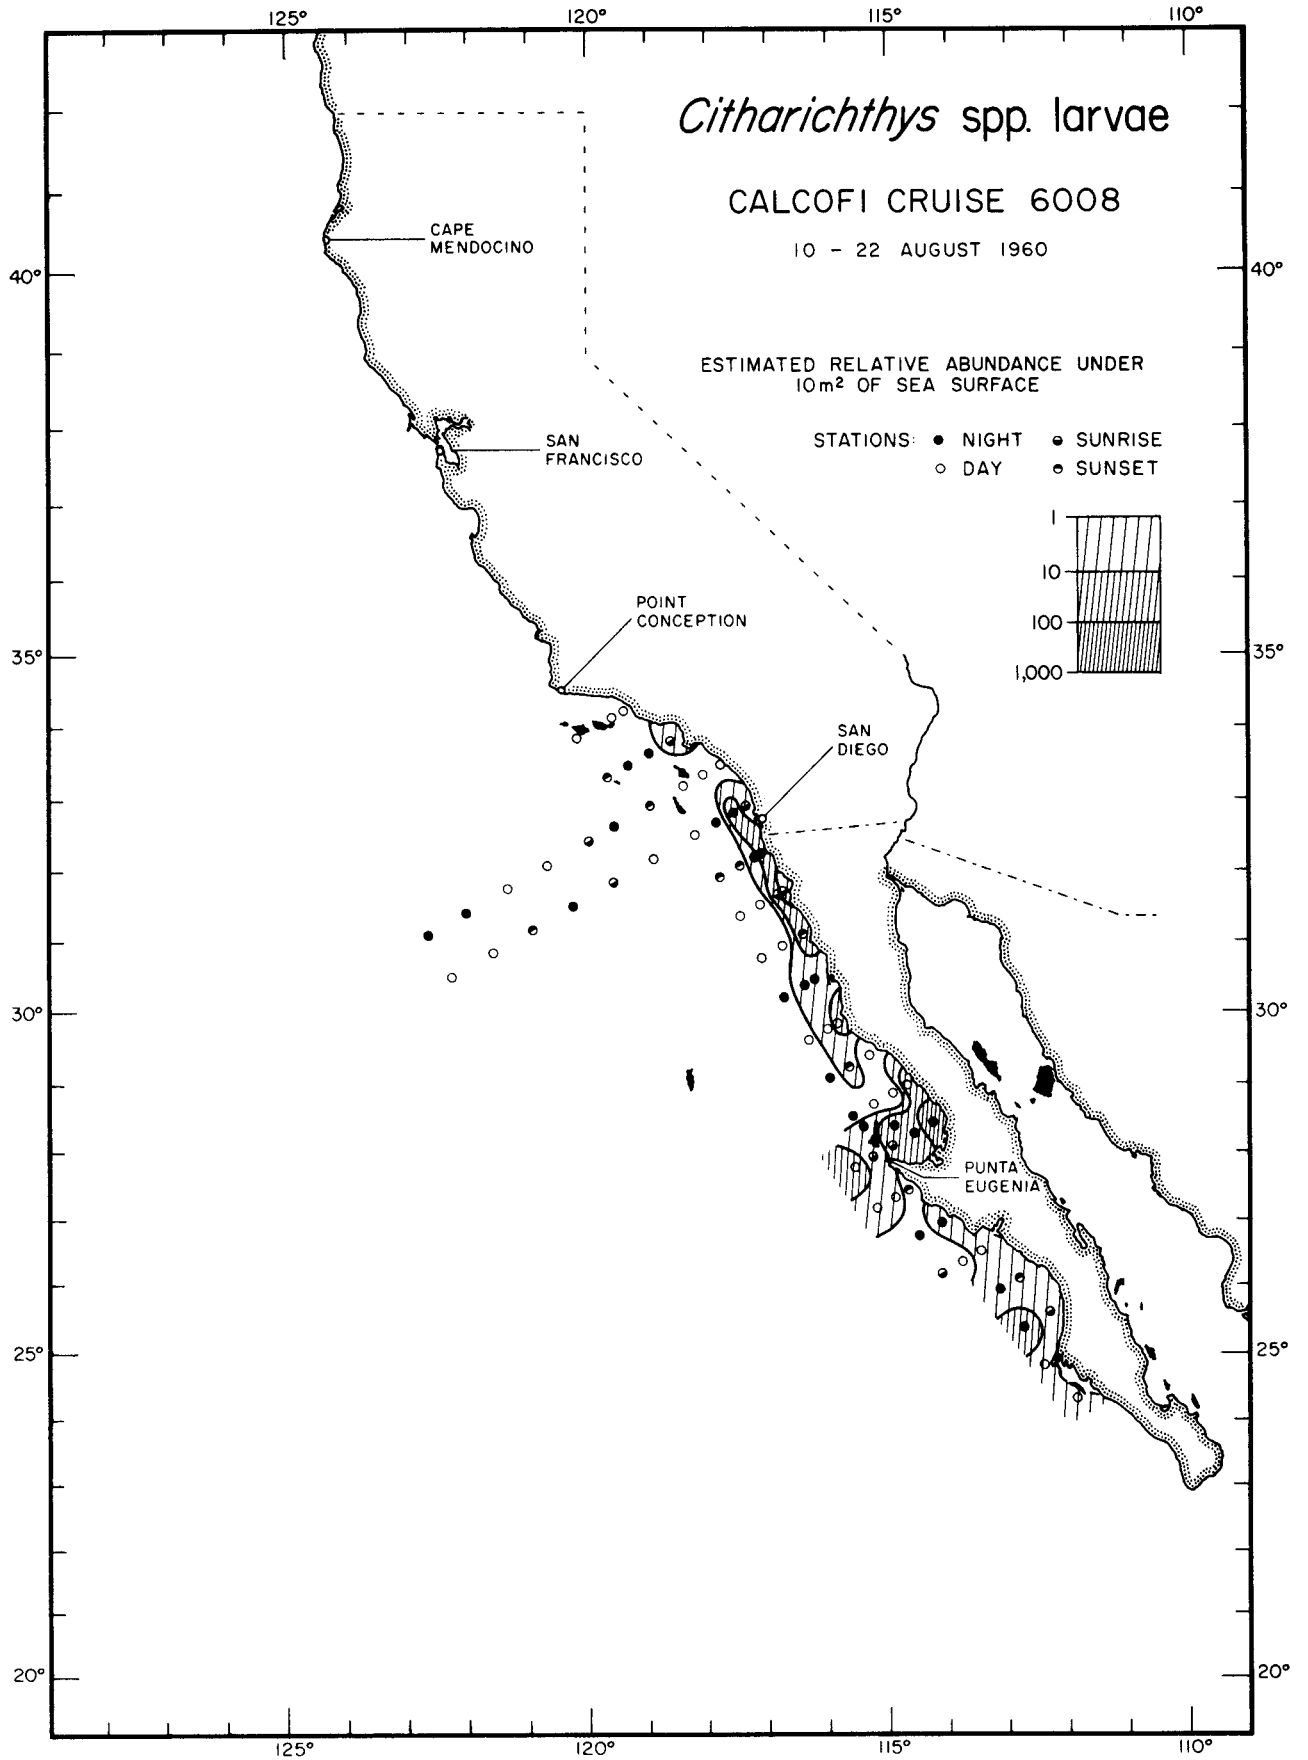 125° 120° 115° 110°
Citharichthys spp. larvae
CALCOFI CRUISE 6008
10 – 22 AUGUST 1960
CAPE
MENDOCINO
40° 40°
ESTIMATED RELATIVE ABUNDANCE UNDER
10m² OF SEA SURFACE
STATIONS: ● NIGHT ◒ SUNRISE
○ DAY ◓ SUNSET
SAN
FRANCISCO
1
10
100
1,000
POINT
CONCEPTION
35° 35°
SAN
DIEGO
30° 30°
PUNTA
EUGENIA
25° 25°
20° 20°
125° 120° 115° 110°